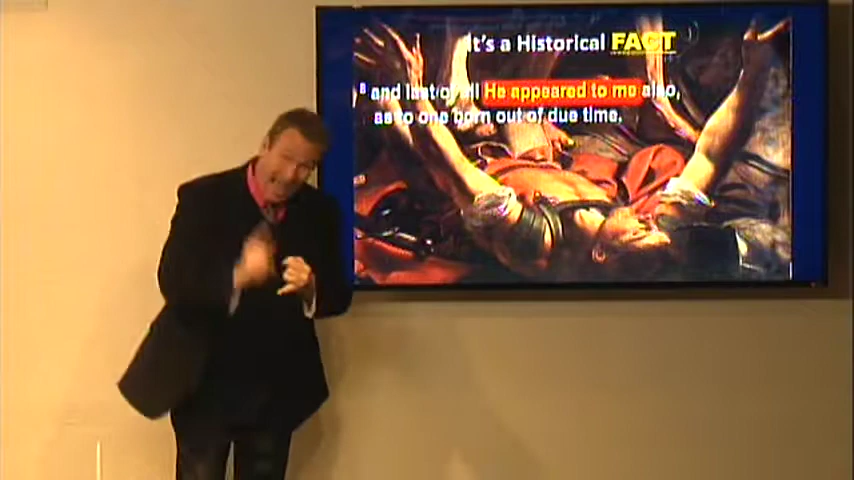 It's a Historical FACT
8 and last of all He appeared to me also,
as to one born out of due time.